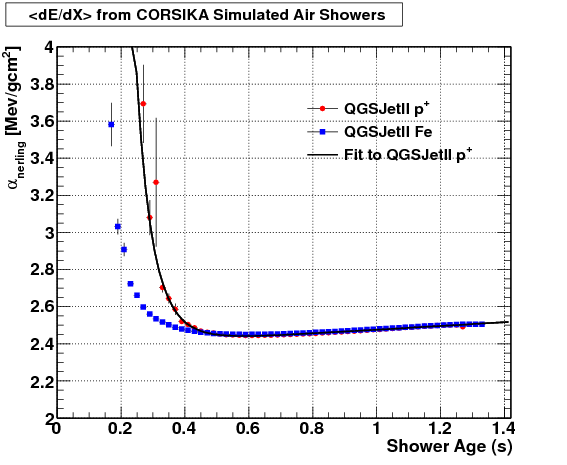 <dE/dX> from CORSIKA Simulated Air Showers
α_nerling [Mev/gcm²]
4
3.8
3.6
3.4
3.2
3
2.8
2.6
2.4
2.2
2
QGSJetII p⁺
QGSJetII Fe
Fit to QGSJetII p⁺
0 0.2 0.4 0.6 0.8 1 1.2 1.4
Shower Age (s)